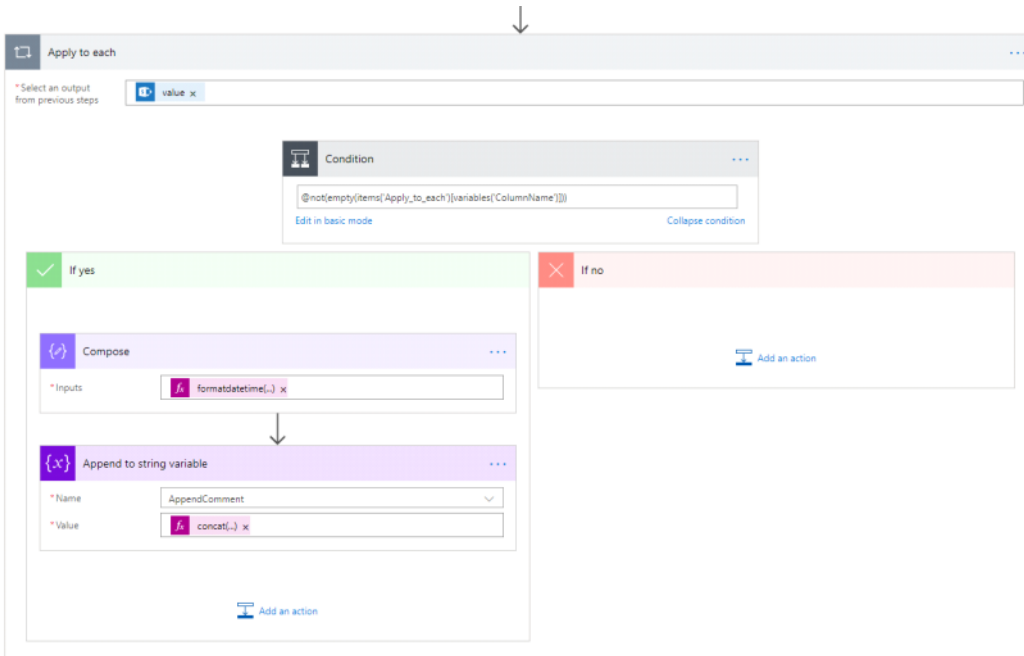 Apply to each
*Select an output
from previous steps
value x
Condition
@not(empty(items('Apply_to_each')[variables('ColumnName')]))
Edit in basic mode
Collapse condition
If yes
If no
Compose
*Inputs
fx formatdatetime(...) x
Add an action
{x} Append to string variable
*Name
AppendComment
*Value
fx concat(...) x
Add an action